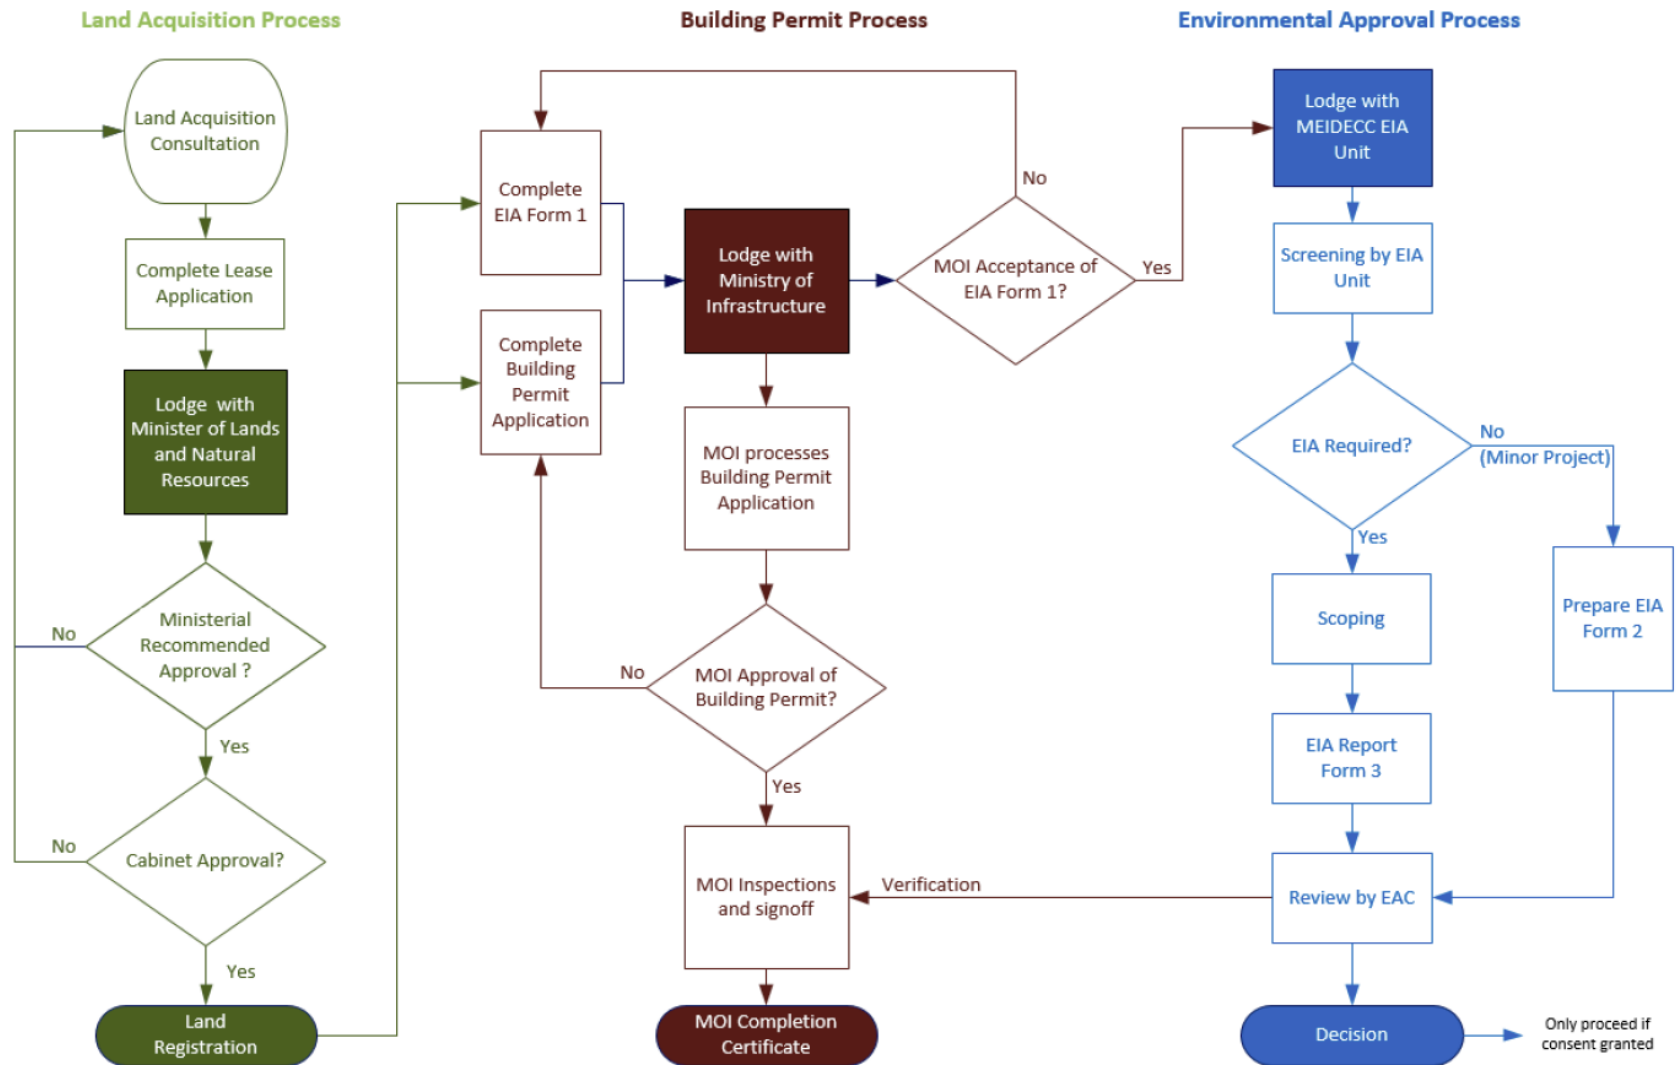 Land Acquisition Process
Building Permit Process
Environmental Approval Process
Land Acquisition
Consultation
Complete Lease
Application
Lodge with
Minister of Lands
and Natural
Resources
Ministerial
Recommended
Approval ?
No
Yes
Cabinet Approval?
No
Yes
Land
Registration
Complete
EIA Form 1
Complete
Building
Permit
Application
Lodge with
Ministry of
Infrastructure
MOI Acceptance of
EIA Form 1?
No
Yes
MOI processes
Building Permit
Application
MOI Approval of
Building Permit?
No
Yes
MOI Inspections
and signoff
Verification
MOI Completion
Certificate
Lodge with
MEIDECC EIA
Unit
Screening by EIA
Unit
EIA Required?
No
(Minor Project)
Yes
Scoping
Prepare EIA
Form 2
EIA Report
Form 3
Review by EAC
Decision
Only proceed if
consent granted